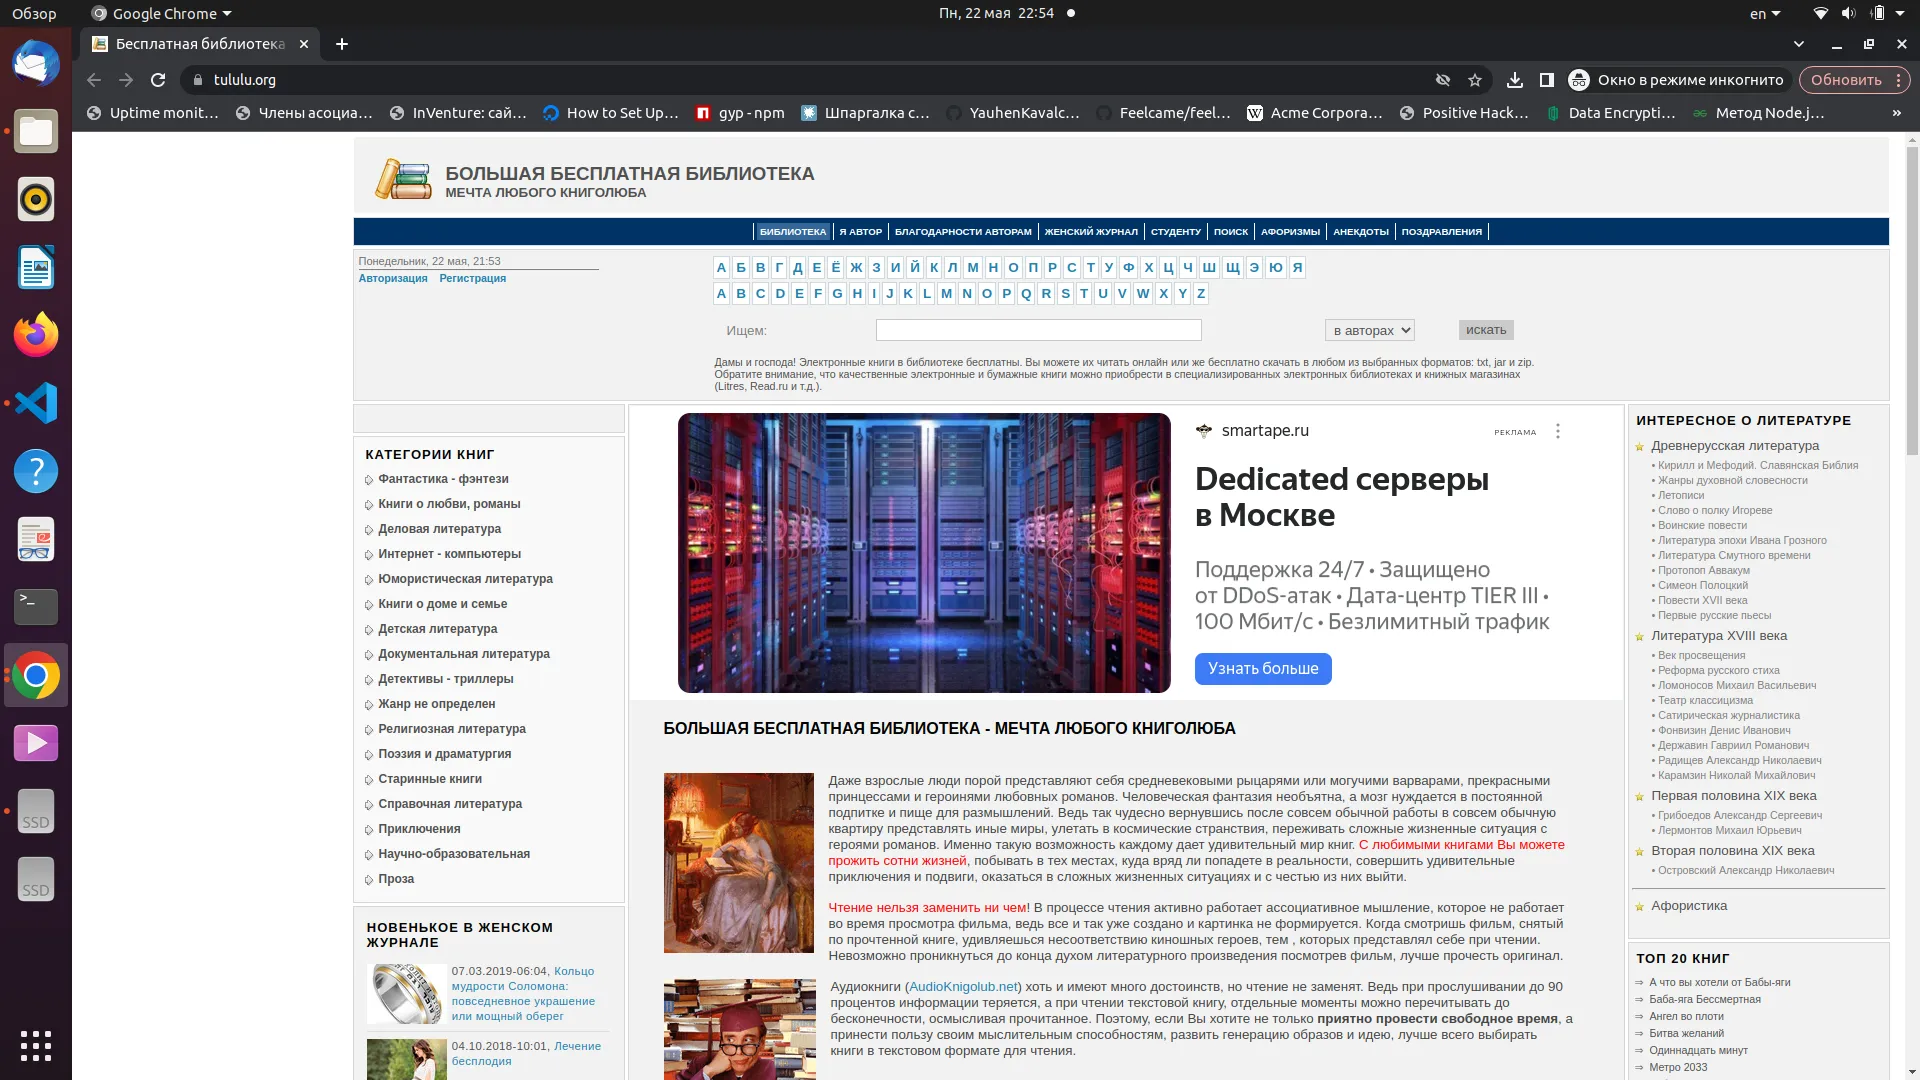 Обзор
Google Chrome
Пн, 22 мая 22:54
en
Бесплатная библиотека
tululu.org
Окно в режиме инкогнито
Обновить
Uptime monit…
Члены асоциа…
InVenture: сай…
How to Set Up…
gyp - npm
Шпаргалка с…
YauhenKavalc…
Feelcame/feel…
Acme Corpora…
Positive Hack…
Data Encrypti…
Метод Node.j…
»
БОЛЬШАЯ БЕСПЛАТНАЯ БИБЛИОТЕКА
МЕЧТА ЛЮБОГО КНИГОЛЮБА
БИБЛИОТЕКА
Я АВТОР
БЛАГОДАРНОСТИ АВТОРАМ
ЖЕНСКИЙ ЖУРНАЛ
СТУДЕНТУ
ПОИСК
АФОРИЗМЫ
АНЕКДОТЫ
ПОЗДРАВЛЕНИЯ
Понедельник, 22 мая, 21:53
Авторизация Регистрация
А Б В Г Д Е Ё Ж З И Й К Л М Н О П Р С Т У Ф Х Ц Ч Ш Щ Э Ю Я
A B C D E F G H I J K L M N O P Q R S T U V W X Y Z
Ищем:
в авторах
искать
Дамы и господа! Электронные книги в библиотеке бесплатны. Вы можете их читать онлайн или же бесплатно скачать в любом из выбранных форматов: txt, jar и zip.
Обратите внимание, что качественные электронные и бумажные книги можно приобрести в специализированных электронных библиотеках и книжных магазинах
(Litres, Read.ru и т.д.).
КАТЕГОРИИ КНИГ
Фантастика - фэнтези
Книги о любви, романы
Деловая литература
Интернет - компьютеры
Юмористическая литература
Книги о доме и семье
Детская литература
Документальная литература
Детективы - триллеры
Жанр не определен
Религиозная литература
Поэзия и драматургия
Старинные книги
Справочная литература
Приключения
Научно-образовательная
Проза
НОВЕНЬКОЕ В ЖЕНСКОМ
ЖУРНАЛЕ
07.03.2019-06:04, Кольцо
мудрости Соломона:
повседневное украшение
или мощный оберег
04.10.2018-10:01, Лечение
бесплодия
smartape.ru
РЕКЛАМА
Dedicated серверы
в Москве
Поддержка 24/7 • Защищено
от DDoS-атак • Дата-центр TIER III •
100 Мбит/с • Безлимитный трафик
Узнать больше
БОЛЬШАЯ БЕСПЛАТНАЯ БИБЛИОТЕКА - МЕЧТА ЛЮБОГО КНИГОЛЮБА
Даже взрослые люди порой представляют себя средневековыми рыцарями или могучими варварами, прекрасными
принцессами и героинями любовных романов. Человеческая фантазия необъятна, а мозг нуждается в постоянной
подпитке и пище для размышлений. Ведь так чудесно вернувшись после совсем обычной работы в совсем обычную
квартиру представлять иные миры, улетать в космические странствия, переживать сложные жизненные ситуация с
героями романов. Именно такую возможность каждому дает удивительный мир книг. С любимыми книгами Вы можете
прожить сотни жизней, побывать в тех местах, куда вряд ли попадете в реальности, совершить удивительные
приключения и подвиги, оказаться в сложных жизненных ситуациях и с честью из них выйти.
Чтение нельзя заменить ни чем! В процессе чтения активно работает ассоциативное мышление, которое не работает
во время просмотра фильма, ведь все и так уже создано и картинка не формируется. Когда смотришь фильм, снятый
по прочтенной книге, удивляешься несоответствию киношных героев, тем , которых представлял себе при чтении.
Невозможно проникнуться до конца духом литературного произведения посмотрев фильм, лучше прочесть оригинал.
Аудиокниги (AudioKnigolub.net) хоть и имеют много достоинств, но чтение не заменят. Ведь при прослушивании до 90
процентов информации теряется, а при чтении текстовой книгу, отдельные моменты можно перечитывать до
бесконечности, осмысливая прочитанное. Поэтому, если Вы хотите не только приятно провести свободное время, а
принести пользу своим мыслительным способностям, развить генерацию образов и идею, лучше всего выбирать
книги в текстовом формате для чтения.
ИНТЕРЕСНОЕ О ЛИТЕРАТУРЕ
Древнерусская литература
• Кирилл и Мефодий. Славянская Библия
• Жанры духовной словесности
• Летописи
• Слово о полку Игореве
• Воинские повести
• Литература эпохи Ивана Грозного
• Литература Смутного времени
• Протопоп Аввакум
• Симеон Полоцкий
• Повести XVII века
• Первые русские пьесы
Литература XVIII века
• Век просвещения
• Реформа русского стиха
• Ломоносов Михаил Васильевич
• Театр классицизма
• Сатирическая журналистика
• Фонвизин Денис Иванович
• Державин Гавриил Романович
• Радищев Александр Николаевич
• Карамзин Николай Михайлович
Первая половина XIX века
• Грибоедов Александр Сергеевич
• Лермонтов Михаил Юрьевич
Вторая половина XIX века
• Островский Александр Николаевич
Афористика
ТОП 20 КНИГ
⇒ А что вы хотели от Бабы-яги
⇒ Баба-яга Бессмертная
⇒ Ангел во плоти
⇒ Битва желаний
⇒ Одиннадцать минут
⇒ Метро 2033
SSD
SSD